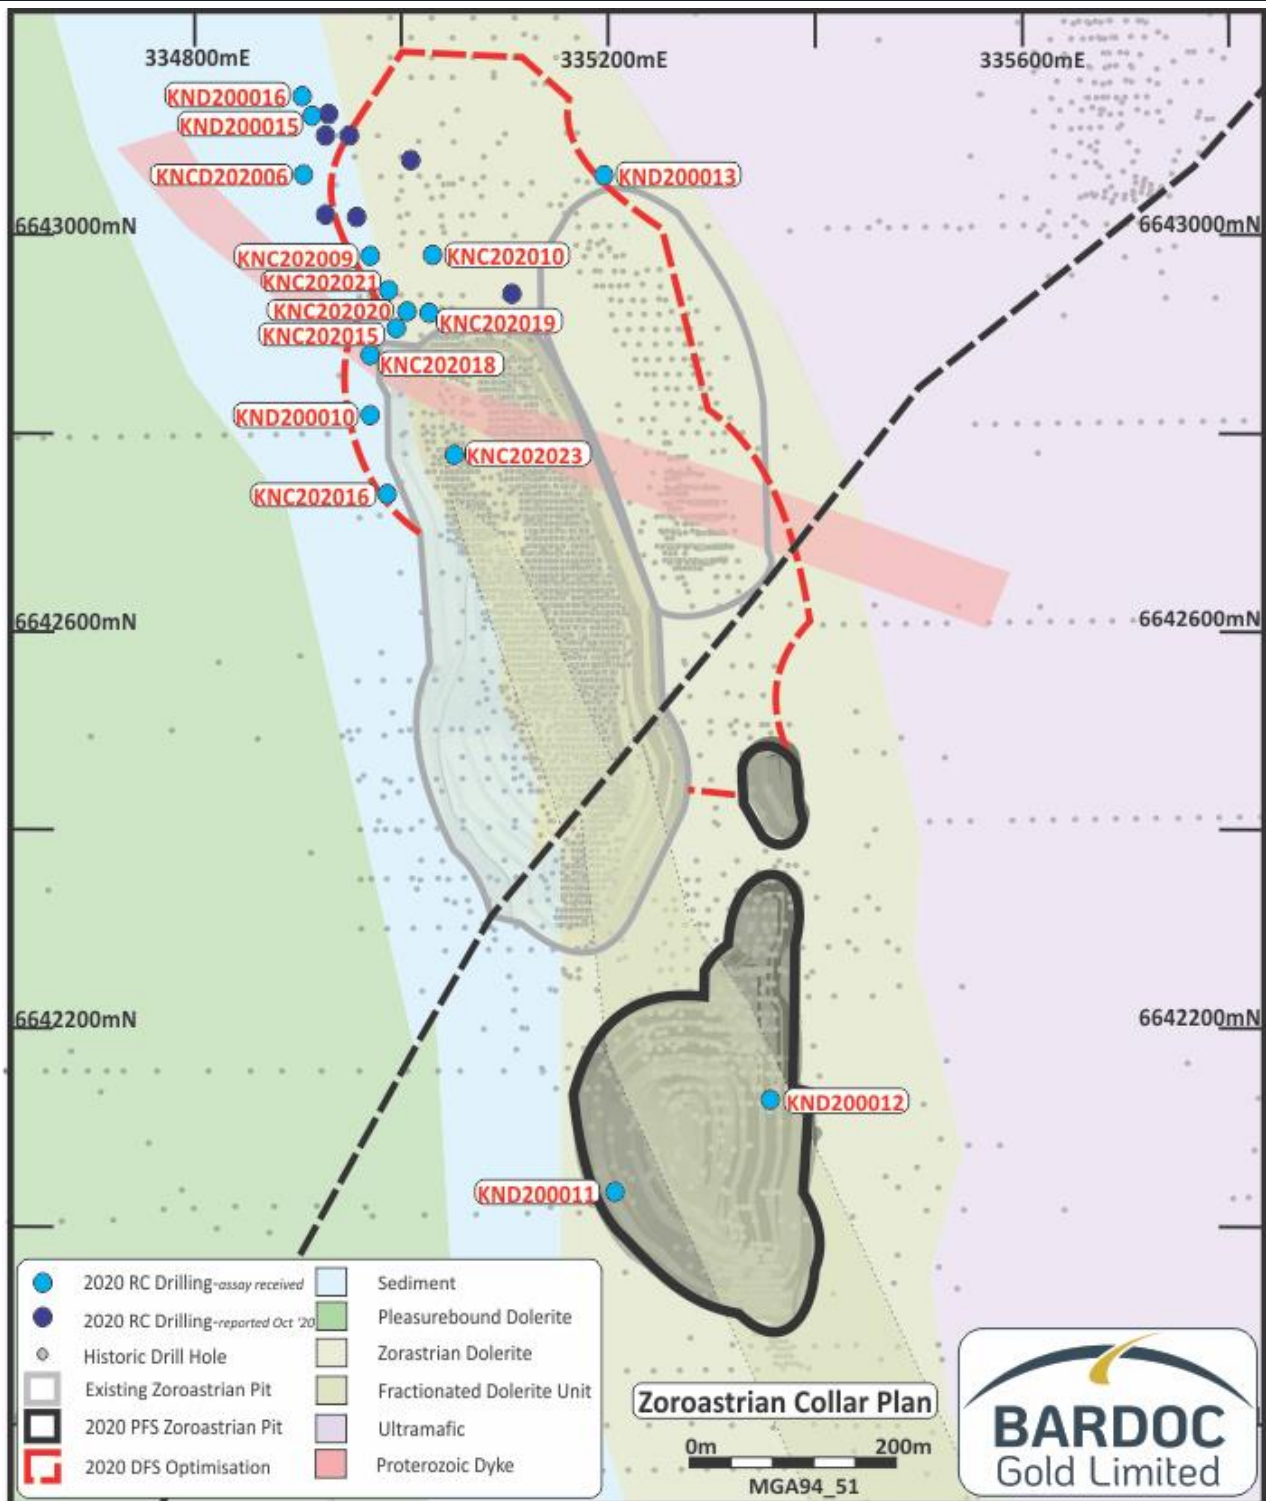 334800mE
335200mE
335600mE
KND200016
KND200015
KNCD202006
KND200013
6643000mN
6643000mN
KNC202009
KNC202010
KNC202021
KNC202020
KNC202019
KNC202015
KNC202018
KND200010
KNC202023
KNC202016
6642600mN
6642600mN
6642200mN
6642200mN
KND200012
KND200011
2020 RC Drilling-assay received
2020 RC Drilling-reported Oct '20
Historic Drill Hole
Existing Zoroastrian Pit
2020 PFS Zoroastrian Pit
2020 DFS Optimisation
Sediment
Pleasurebound Dolerite
Zorastrian Dolerite
Fractionated Dolerite Unit
Ultramafic
Proterozoic Dyke
Zoroastrian Collar Plan
0m 200m
MGA94_51
BARDOC
Gold Limited